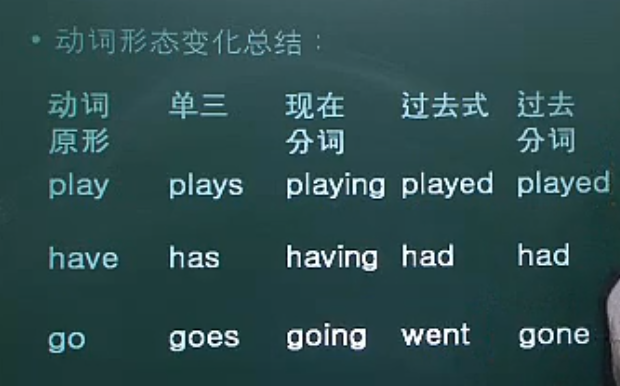 • 动词形态变化总结：
动词 单三 现在 过去式 过去
原形 分词 分词
play plays playing played played
have has having had had
go goes going went gone